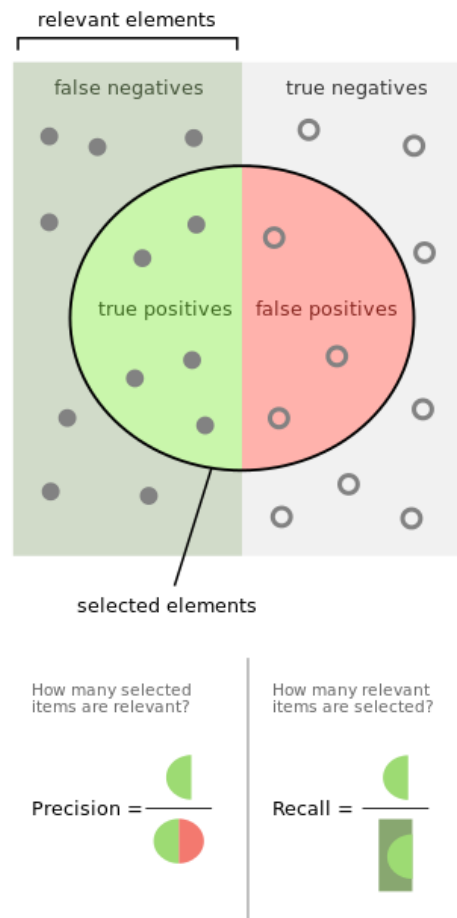 relevant elements
false negatives
true negatives
true positives
false positives
selected elements
How many selected
items are relevant?
How many relevant
items are selected?
Precision =
Recall =